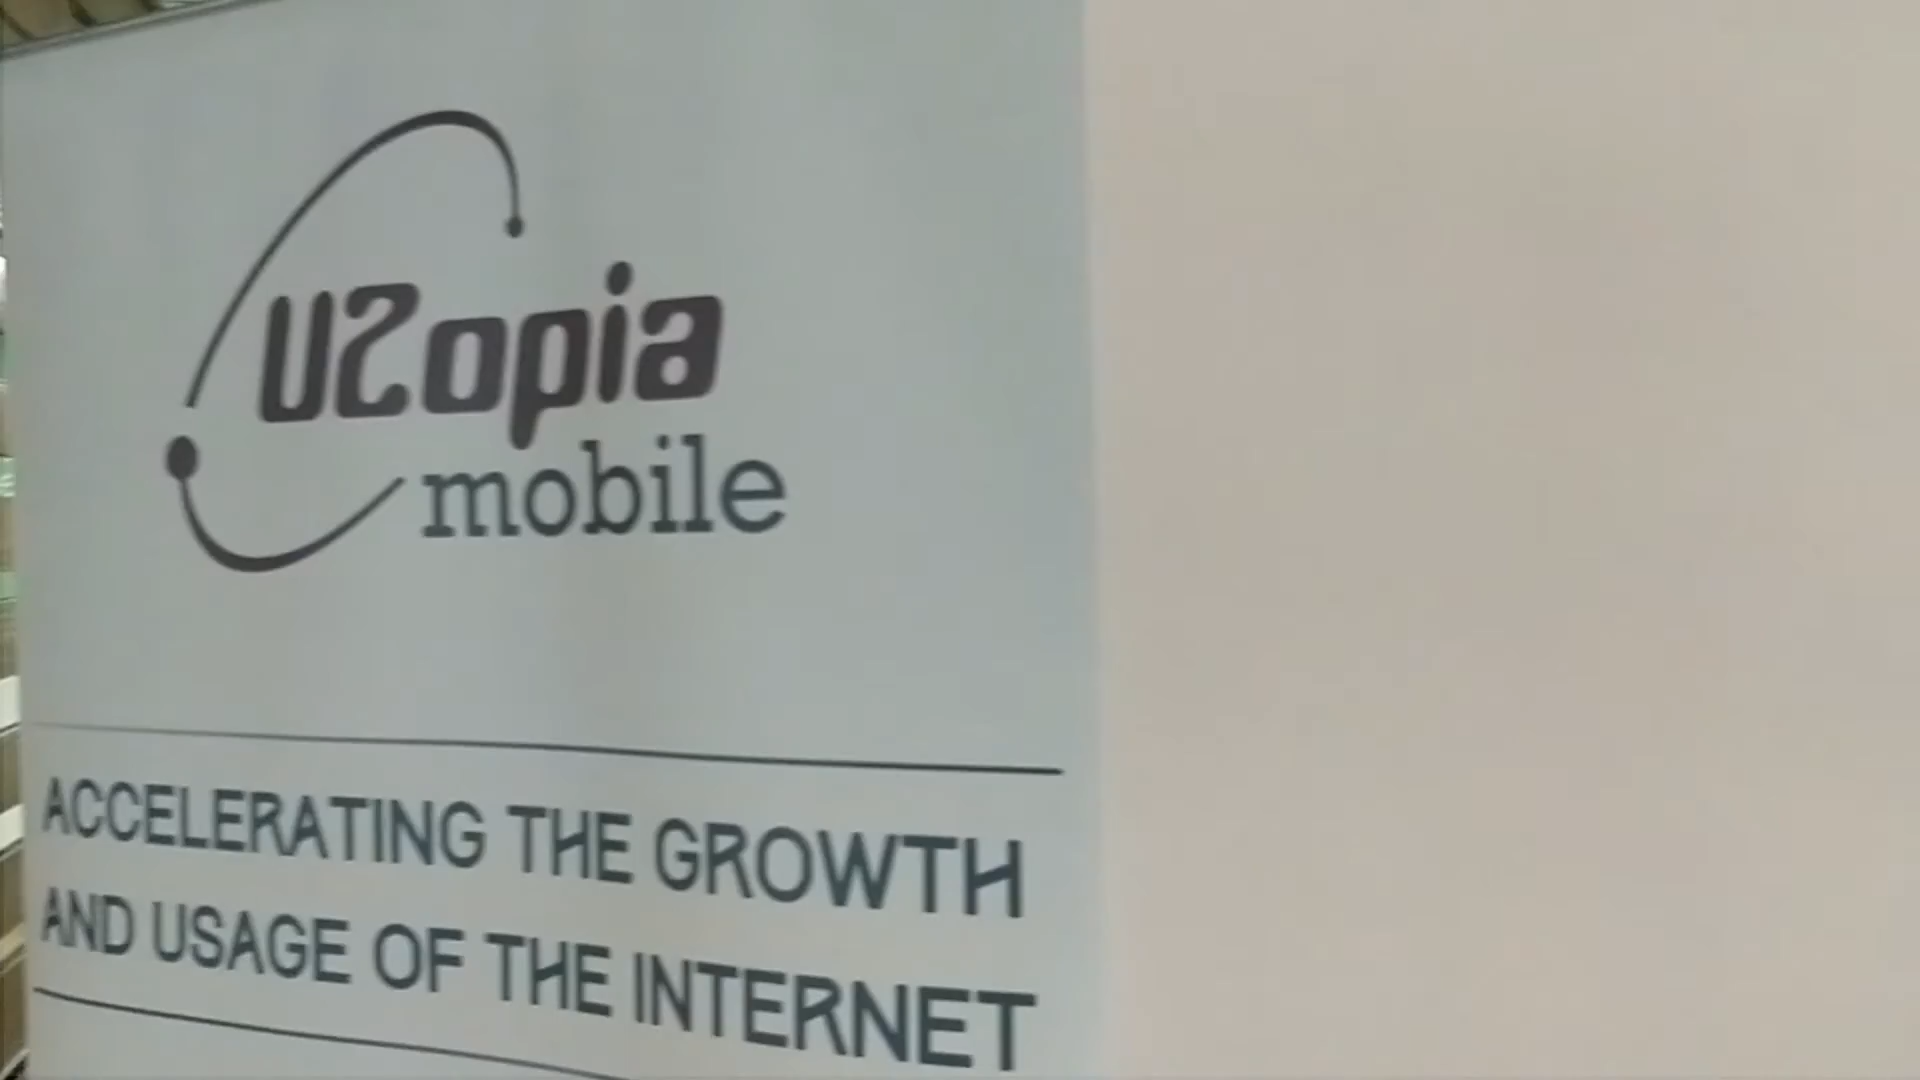 U2opia
mobile
ACCELERATING THE GROWTH
AND USAGE OF THE INTERNET